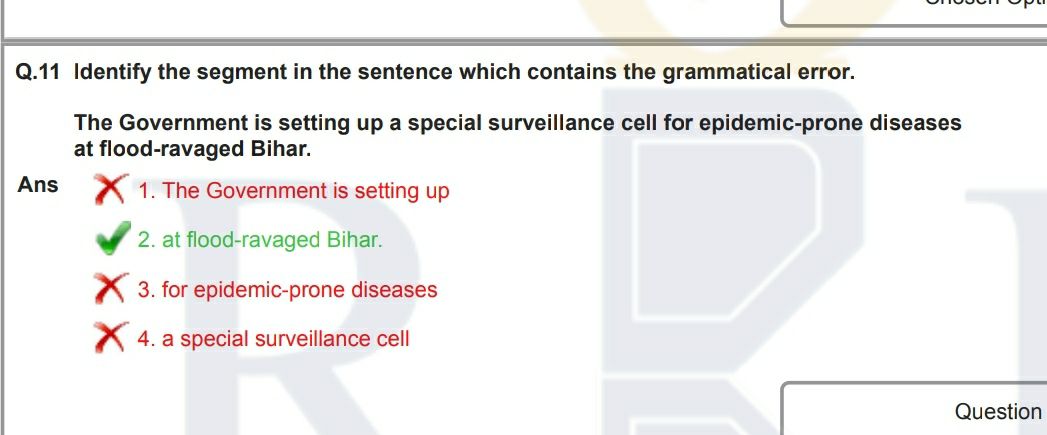 Q.11 Identify the segment in the sentence which contains the grammatical error.
The Government is setting up a special surveillance cell for epidemic-prone diseases
at flood-ravaged Bihar.
Ans
1. The Government is setting up
2. at flood-ravaged Bihar.
3. for epidemic-prone diseases
4. a special surveillance cell
Question